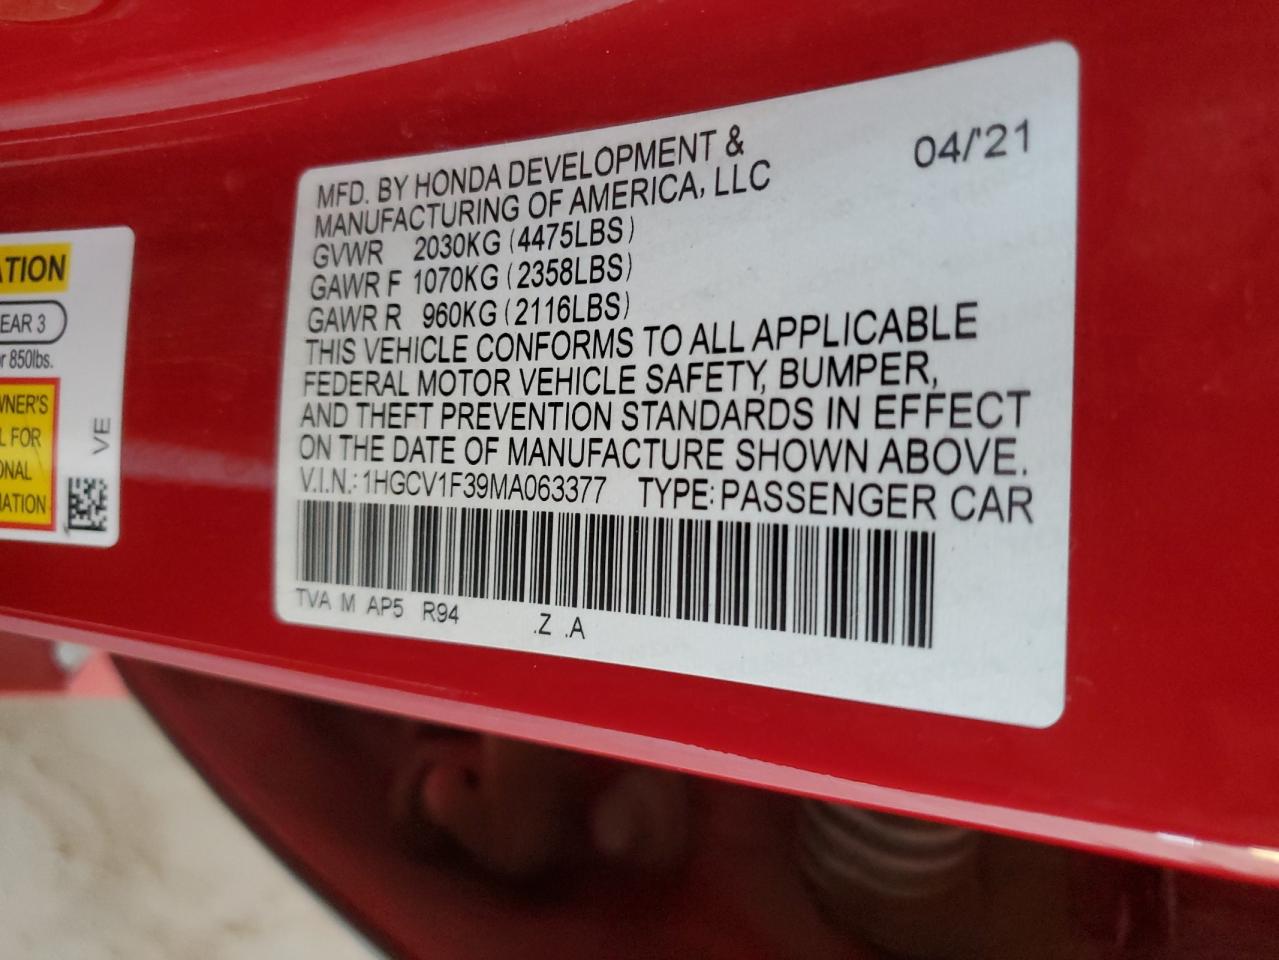 MFD. BY HONDA DEVELOPMENT &
MANUFACTURING OF AMERICA, LLC
04/'21
GVWR 2030KG (4475LBS)
GAWR F 1070KG (2358LBS)
GAWR R 960KG (2116LBS)
THIS VEHICLE CONFORMS TO ALL APPLICABLE
FEDERAL MOTOR VEHICLE SAFETY, BUMPER,
AND THEFT PREVENTION STANDARDS IN EFFECT
ON THE DATE OF MANUFACTURE SHOWN ABOVE.
V.I.N.: 1HGCV1F39MA063377 TYPE: PASSENGER CAR
TVA M AP5 R94 .Z .A
ATION
EAR 3
r 850lbs.
WNER'S
L FOR
ONAL
MATION
VE